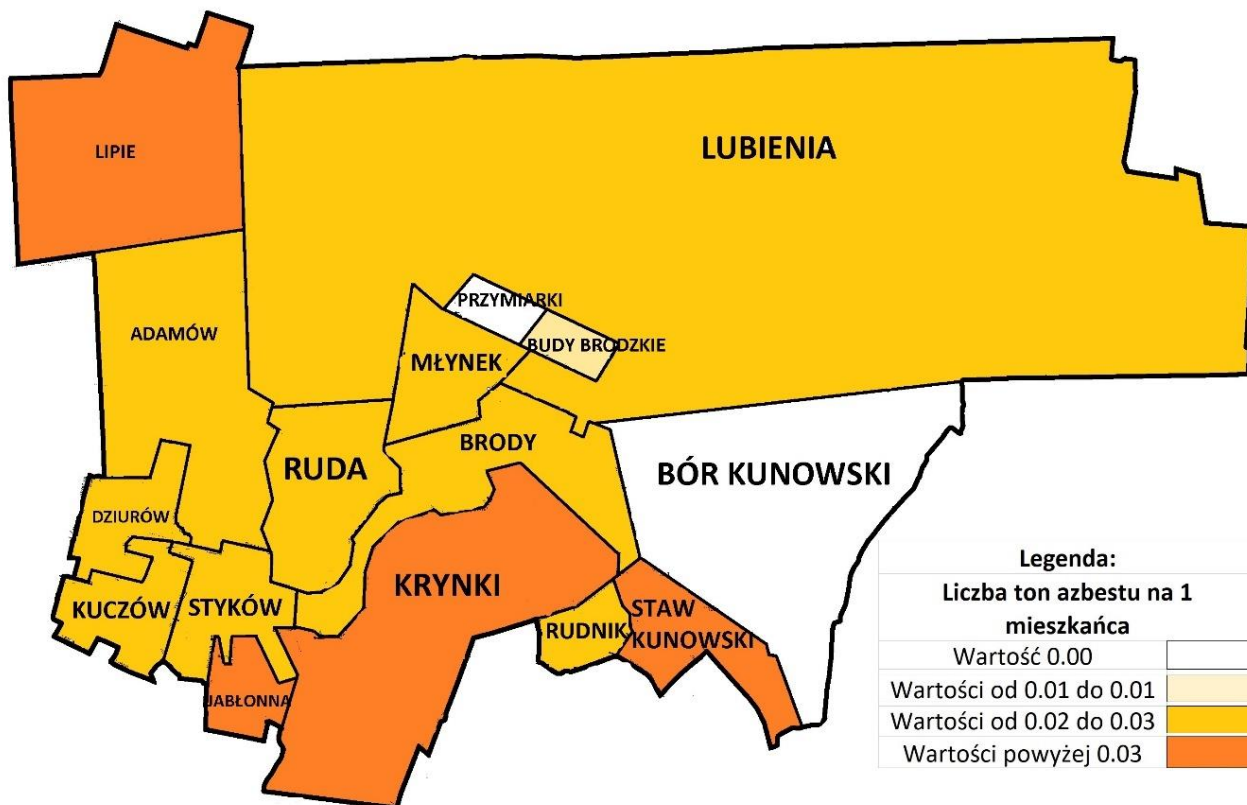 LIPIE
LUBIENIA
PRZYMIARKI
ADAMÓW
BUDY BRODZKIE
MŁYNEK
BRODY
RUDA
BÓR KUNOWSKI
DZIURÓW
KRYNKI
KUCZÓW
STYKÓW
STAW
KUNOWSKI
RUDNIK
JABŁONNA
Legenda:
Liczba ton azbestu na 1
mieszkańca
Wartość 0.00
Wartości od 0.01 do 0.01
Wartości od 0.02 do 0.03
Wartości powyżej 0.03